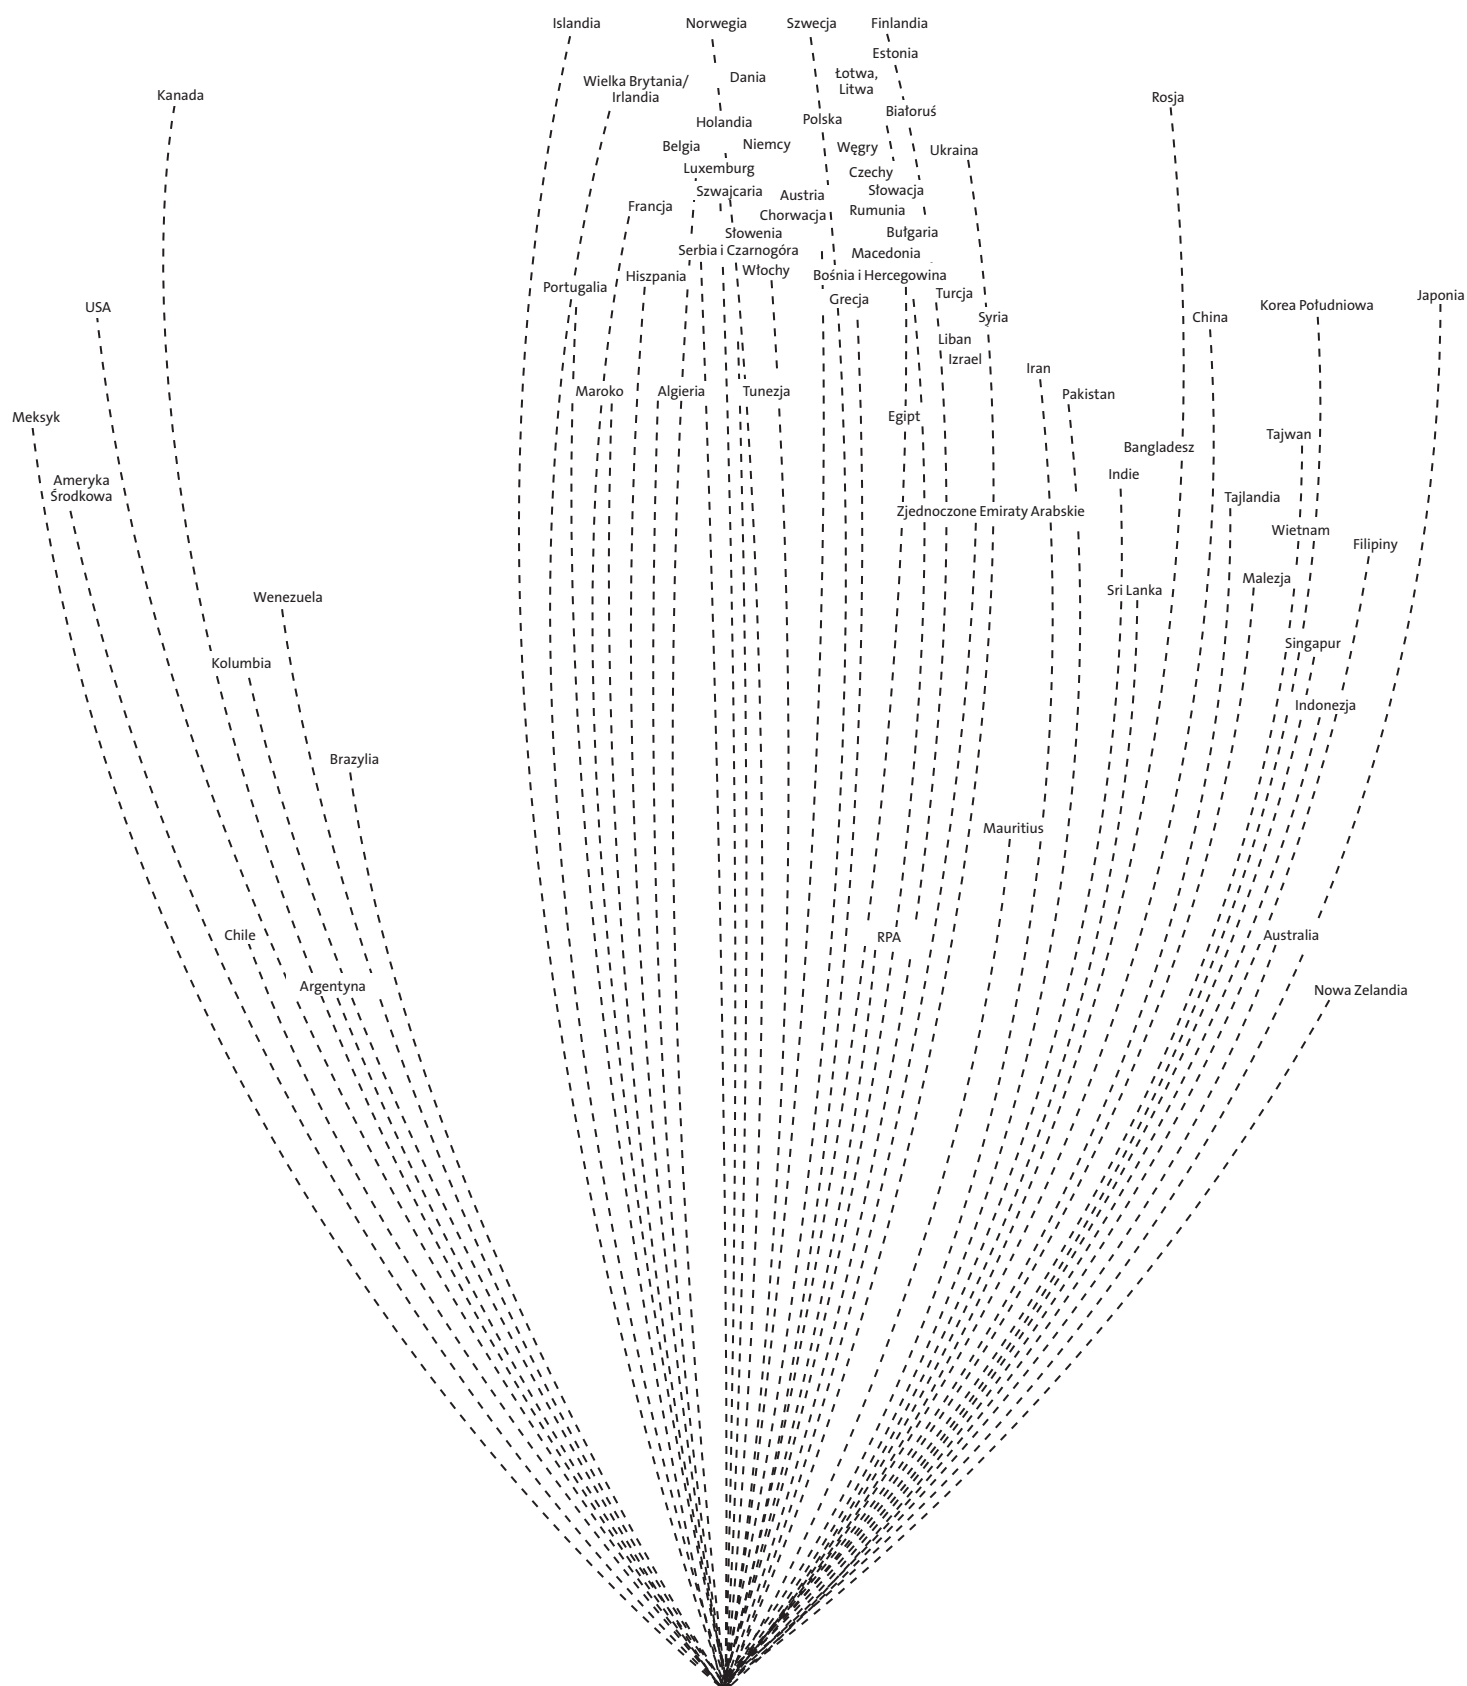 Islandia
Norwegia
Szwecja
Finlandia
Estonia
Łotwa,
Litwa
Dania
Wielka Brytania/
Irlandia
Kanada
Rosja
Białoruś
Holandia
Polska
Belgia
Niemcy
Węgry
Ukraina
Luxemburg
Czechy
Szwajcaria
Austria
Słowacja
Francja
Chorwacja
Rumunia
Słowenia
Bułgaria
Serbia i Czarnogóra
Macedonia
Włochy
Hiszpania
Bośnia i Hercegowina
Portugalia
Grecja
Turcja
Japonia
USA
Korea Południowa
China
Syria
Liban
Izrael
Iran
Maroko
Algieria
Tunezja
Pakistan
Meksyk
Egipt
Tajwan
Bangladesz
Indie
Ameryka
Środkowa
Tajlandia
Zjednoczone Emiraty Arabskie
Wietnam
Filipiny
Malezja
Sri Lanka
Wenezuela
Singapur
Kolumbia
Indonezja
Brazylia
Mauritius
Chile
RPA
Australia
Argentyna
Nowa Zelandia